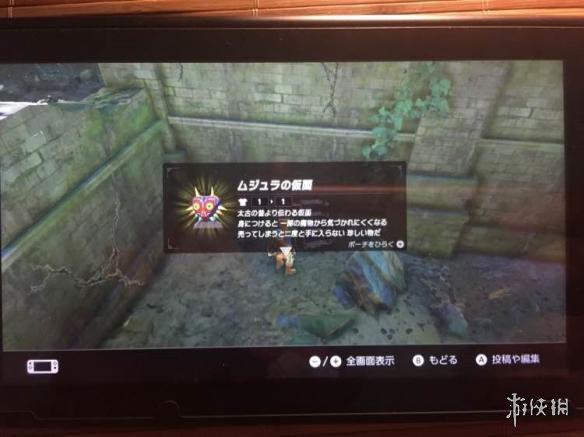 ムジュラの仮面
1 ▸ 1
太古の昔より伝わる仮面
身につけると 一部の魔物から気づかれにくくなる
売ってしまうと二度と手に入らない 珍しい物だ
ポーチをひらく +
−/+ 全画面表示 B もどる A 投稿や編集
游侠网